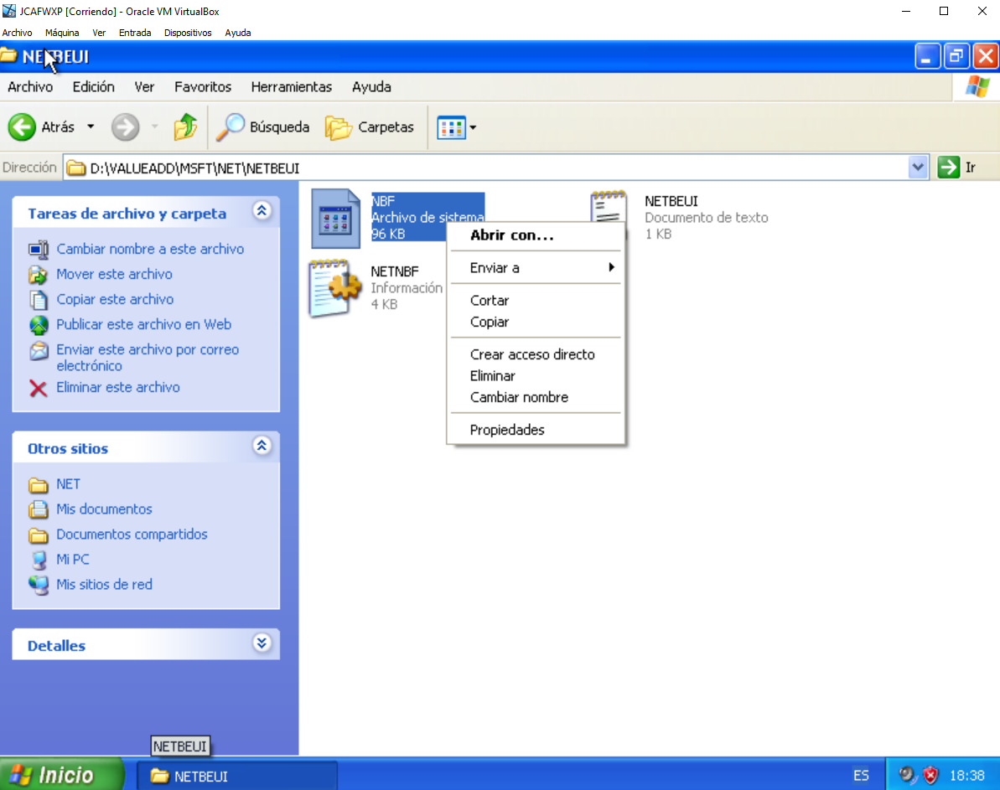 JCAFWXP [Corriendo] - Oracle VM VirtualBox
Archivo Máquina Ver Entrada Dispositivos Ayuda
NETBEUI
Archivo Edición Ver Favoritos Herramientas Ayuda
Atrás Búsqueda Carpetas
Dirección D:\VALUEADD\MSFT\NET\NETBEUI Ir
Tareas de archivo y carpeta
Cambiar nombre a este archivo
Mover este archivo
Copiar este archivo
Publicar este archivo en Web
Enviar este archivo por correo
electrónico
Eliminar este archivo
Otros sitios
NET
Mis documentos
Documentos compartidos
Mi PC
Mis sitios de red
Detalles
NBF
Archivo de sistema
96 KB
NETBEUI
Documento de texto
1 KB
NETNBF
Información
4 KB
Abrir con...
Enviar a
Cortar
Copiar
Crear acceso directo
Eliminar
Cambiar nombre
Propiedades
NETBEUI
Inicio NETBEUI ES 18:38